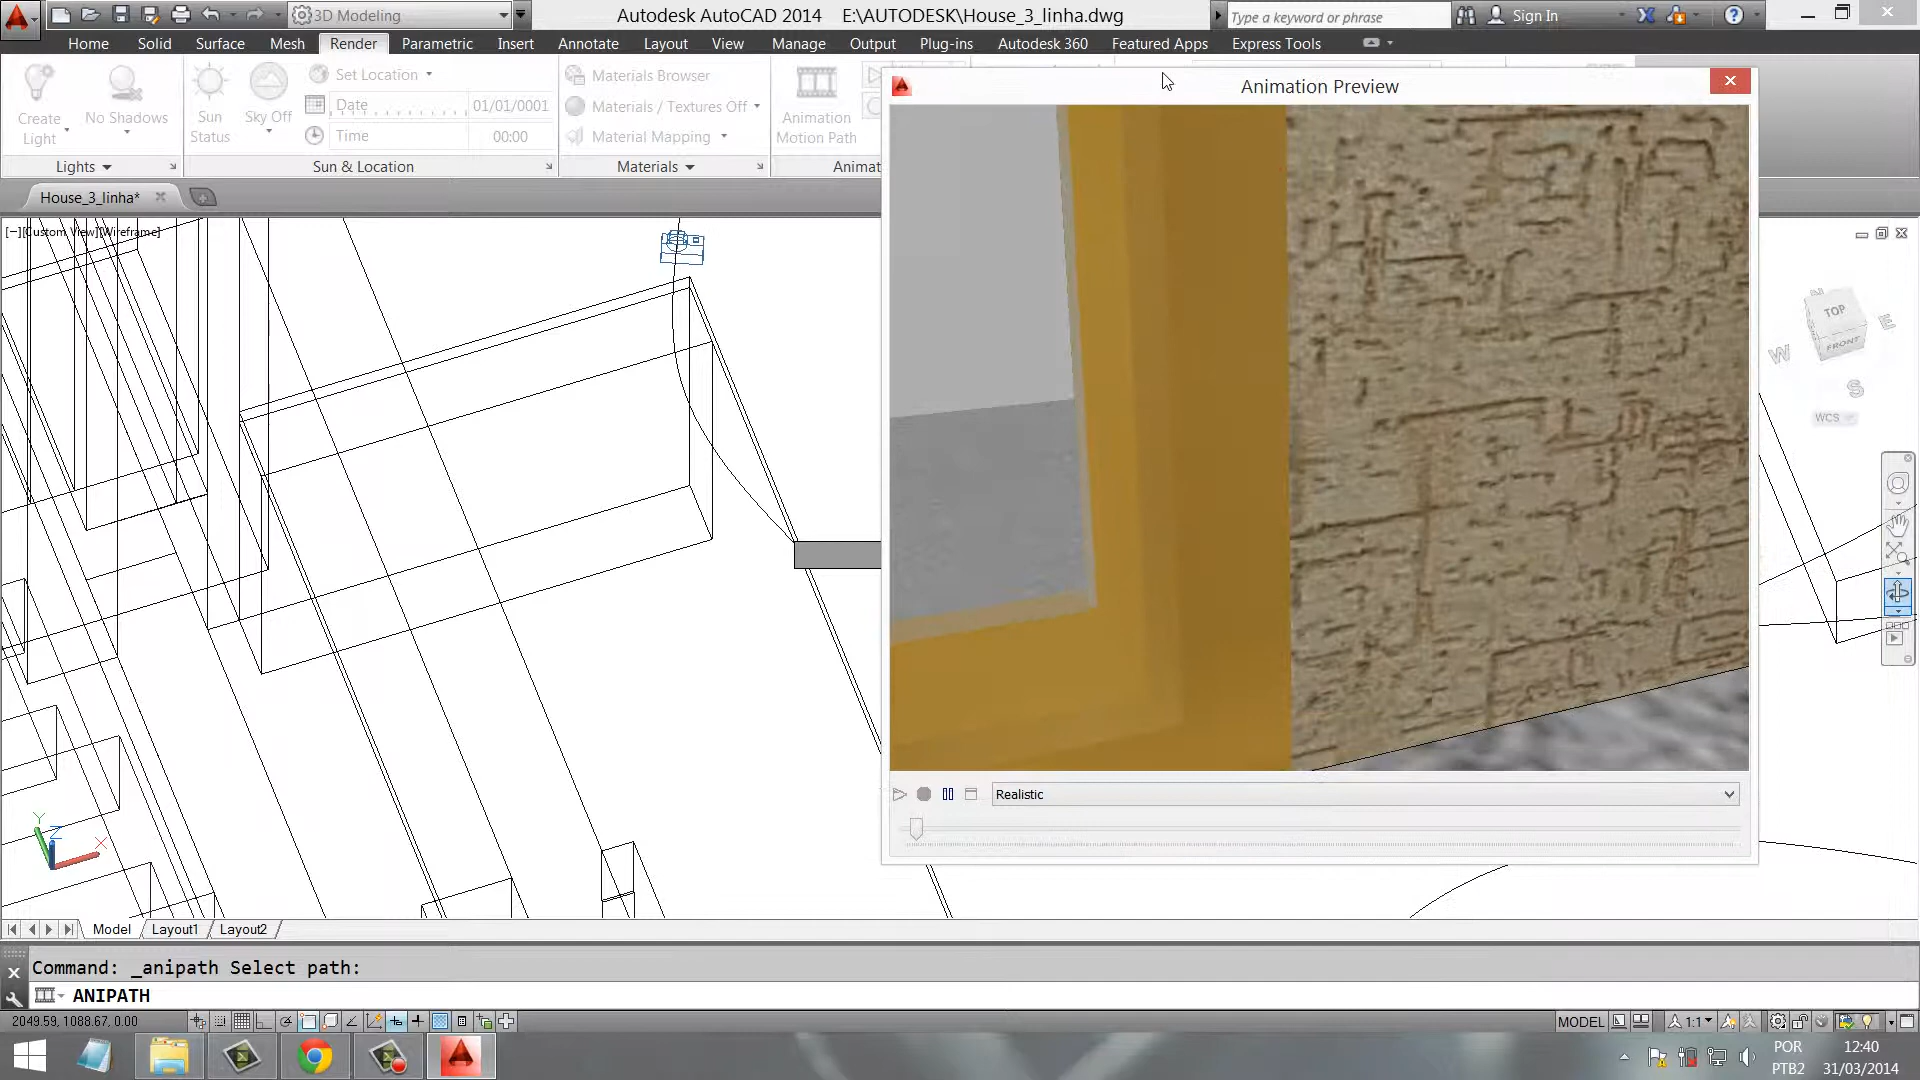 3D Modeling
Autodesk AutoCAD 2014 E:\AUTODESK\House_3_linha.dwg
Type a keyword or phrase
Sign In
Home Solid Surface Mesh Render Parametric Insert Annotate Layout View Manage Output Plug-ins Autodesk 360 Featured Apps Express Tools
Create Light
No Shadows
Sun Status
Sky Off
Set Location
Date 01/01/0001
Time 00:00
Materials Browser
Materials / Textures Off
Material Mapping
Animation Motion Path
Lights
Sun & Location
Materials
Animat
Animation Preview
House_3_linha*
[−][Custom View][Wireframe]
TOP
FRONT
N
E
W
S
WCS
Realistic
Y
Z
X
Model Layout1 Layout2
Command: _anipath Select path:
ANIPATH
2049.59, 1088.67, 0.00
MODEL
1:1
POR
PTB2
12:40
31/03/2014